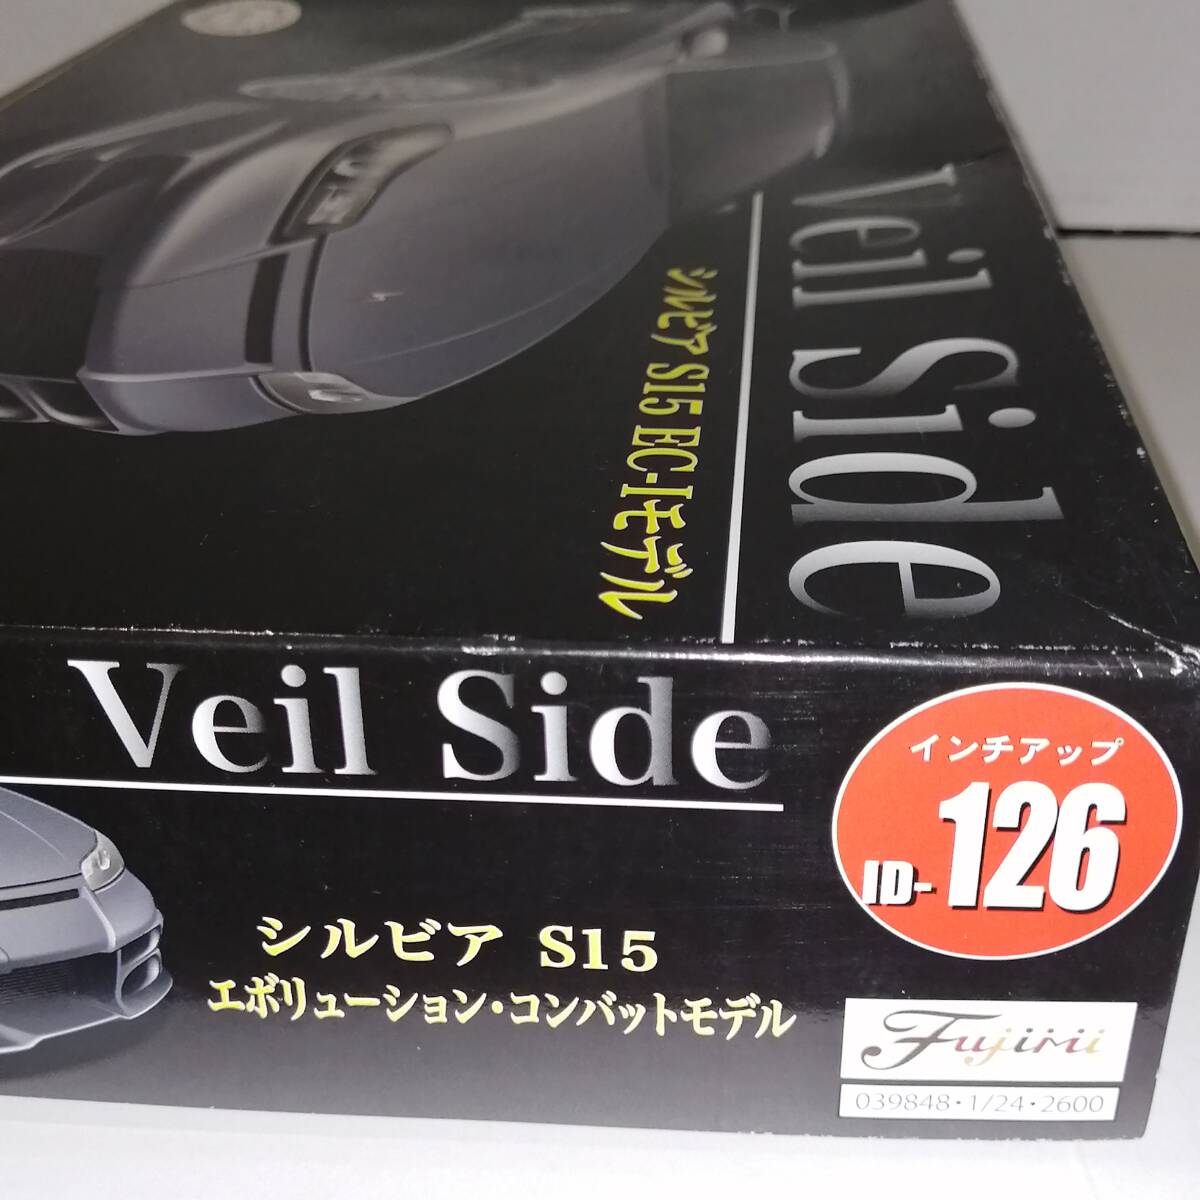 Veil Side
シルビア S15 EC-Iモデル
Veil Side
シルビア S15
エボリューション・コンバットモデル
インチアップ
ID-126
Fujimi
039848・1/24・2600